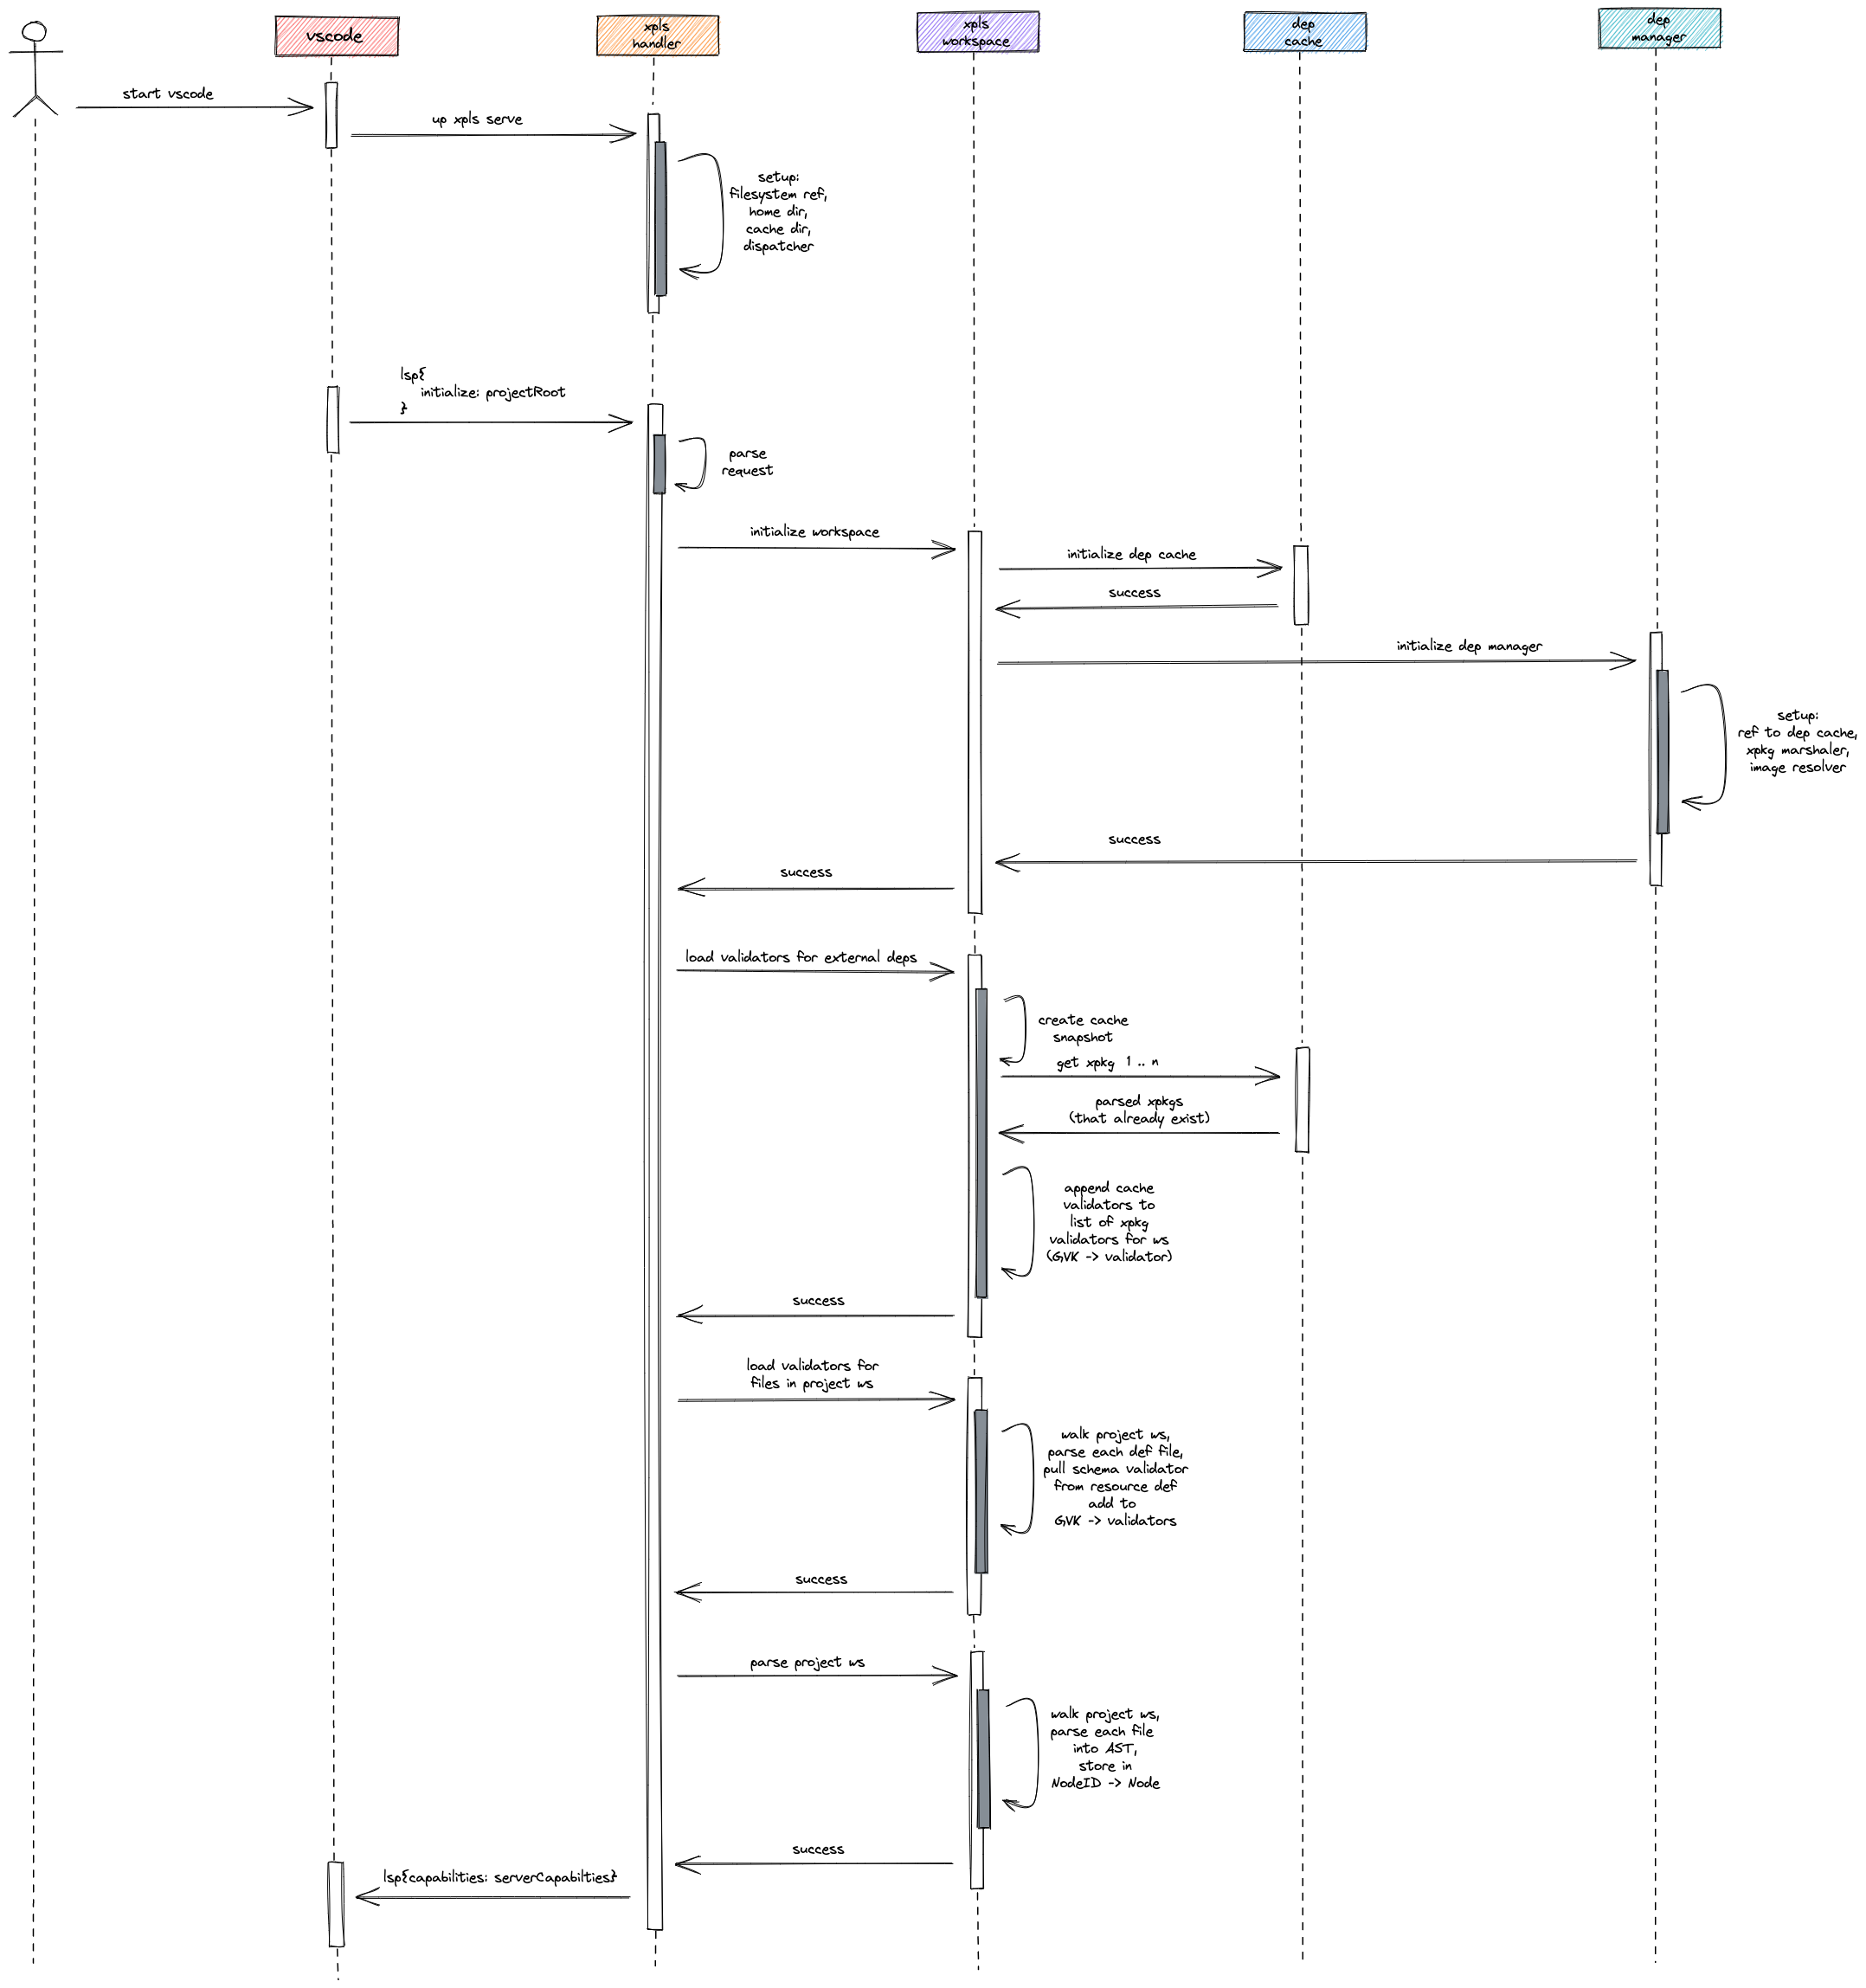 vscode
xpls
handler
xpls
workspace
dep
cache
dep
manager
start vscode
up xpls serve
setup:
filesystem ref,
home dir,
cache dir,
dispatcher
lsp{
initialize: projectRoot
}
parse
request
initialize workspace
initialize dep cache
success
initialize dep manager
setup:
ref to dep cache,
xpkg marshaler,
image resolver
success
success
load validators for external deps
create cache
snapshot
get xpkg 1 .. n
parsed xpkgs
(that already exist)
append cache
validators to
list of xpkg
validators for ws
(GVK -> validator)
success
load validators for
files in project ws
walk project ws,
parse each def file,
pull schema validator
from resource def
add to
GVK -> validators
success
parse project ws
walk project ws,
parse each file
into AST,
store in
NodeID -> Node
success
lsp{capabilities: serverCapabilties}